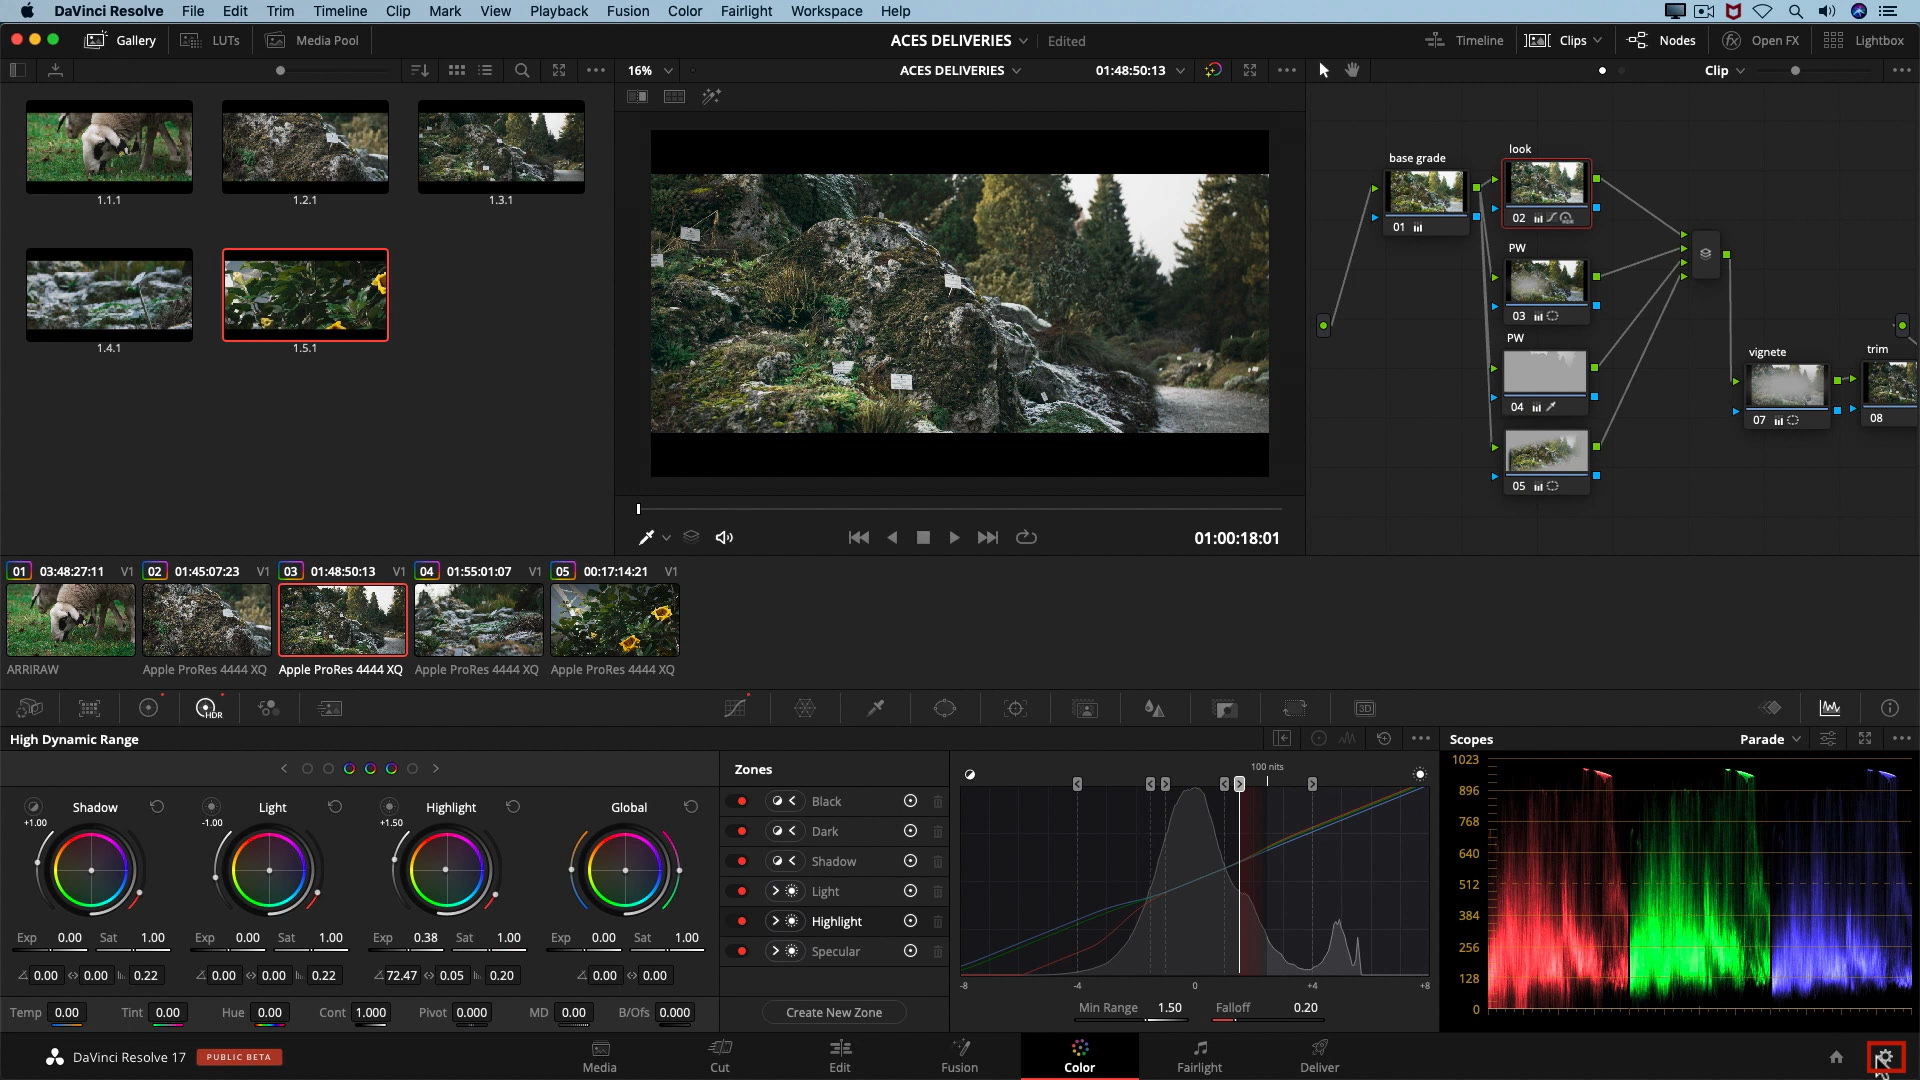 DaVinci Resolve File Edit Trim Timeline Clip Mark View Playback Fusion Color Fairlight Workspace Help
Gallery LUTs Media Pool ACES DELIVERIES Edited Timeline Clips Nodes Open FX Lightbox
16% ACES DELIVERIES 01:48:50:13 Clip
1.1.1 1.2.1 1.3.1
1.4.1 1.5.1
base grade look
01 02
PW
03
PW
04
05
vignete trim
07 08
01:00:18:01
01 03:48:27:11 V1 02 01:45:07:23 V1 03 01:48:50:13 V1 04 01:55:01:07 V1 05 00:17:14:21 V1
ARRIRAW Apple ProRes 4444 XQ Apple ProRes 4444 XQ Apple ProRes 4444 XQ Apple ProRes 4444 XQ
HDR 3D
High Dynamic Range
Shadow Light Highlight Global
+1.00 -1.00 +1.50
Exp 0.00 Sat 1.00 Exp 0.00 Sat 1.00 Exp 0.38 Sat 1.00 Exp 0.00 Sat 1.00
0.00 0.00 0.22 0.00 0.00 0.22 72.47 0.05 0.20 0.00 0.00
Temp 0.00 Tint 0.00 Hue 0.00 Cont 1.000 Pivot 0.000 MD 0.00 B/Ofs 0.000
Zones
Black
Dark
Shadow
Light
Highlight
Specular
Create New Zone
100 nits
-8 -4 0 +4 +8
Min Range 1.50 Falloff 0.20
Scopes Parade
1023
896
768
640
512
384
256
128
0
DaVinci Resolve 17 PUBLIC BETA
Media Cut Edit Fusion Color Fairlight Deliver